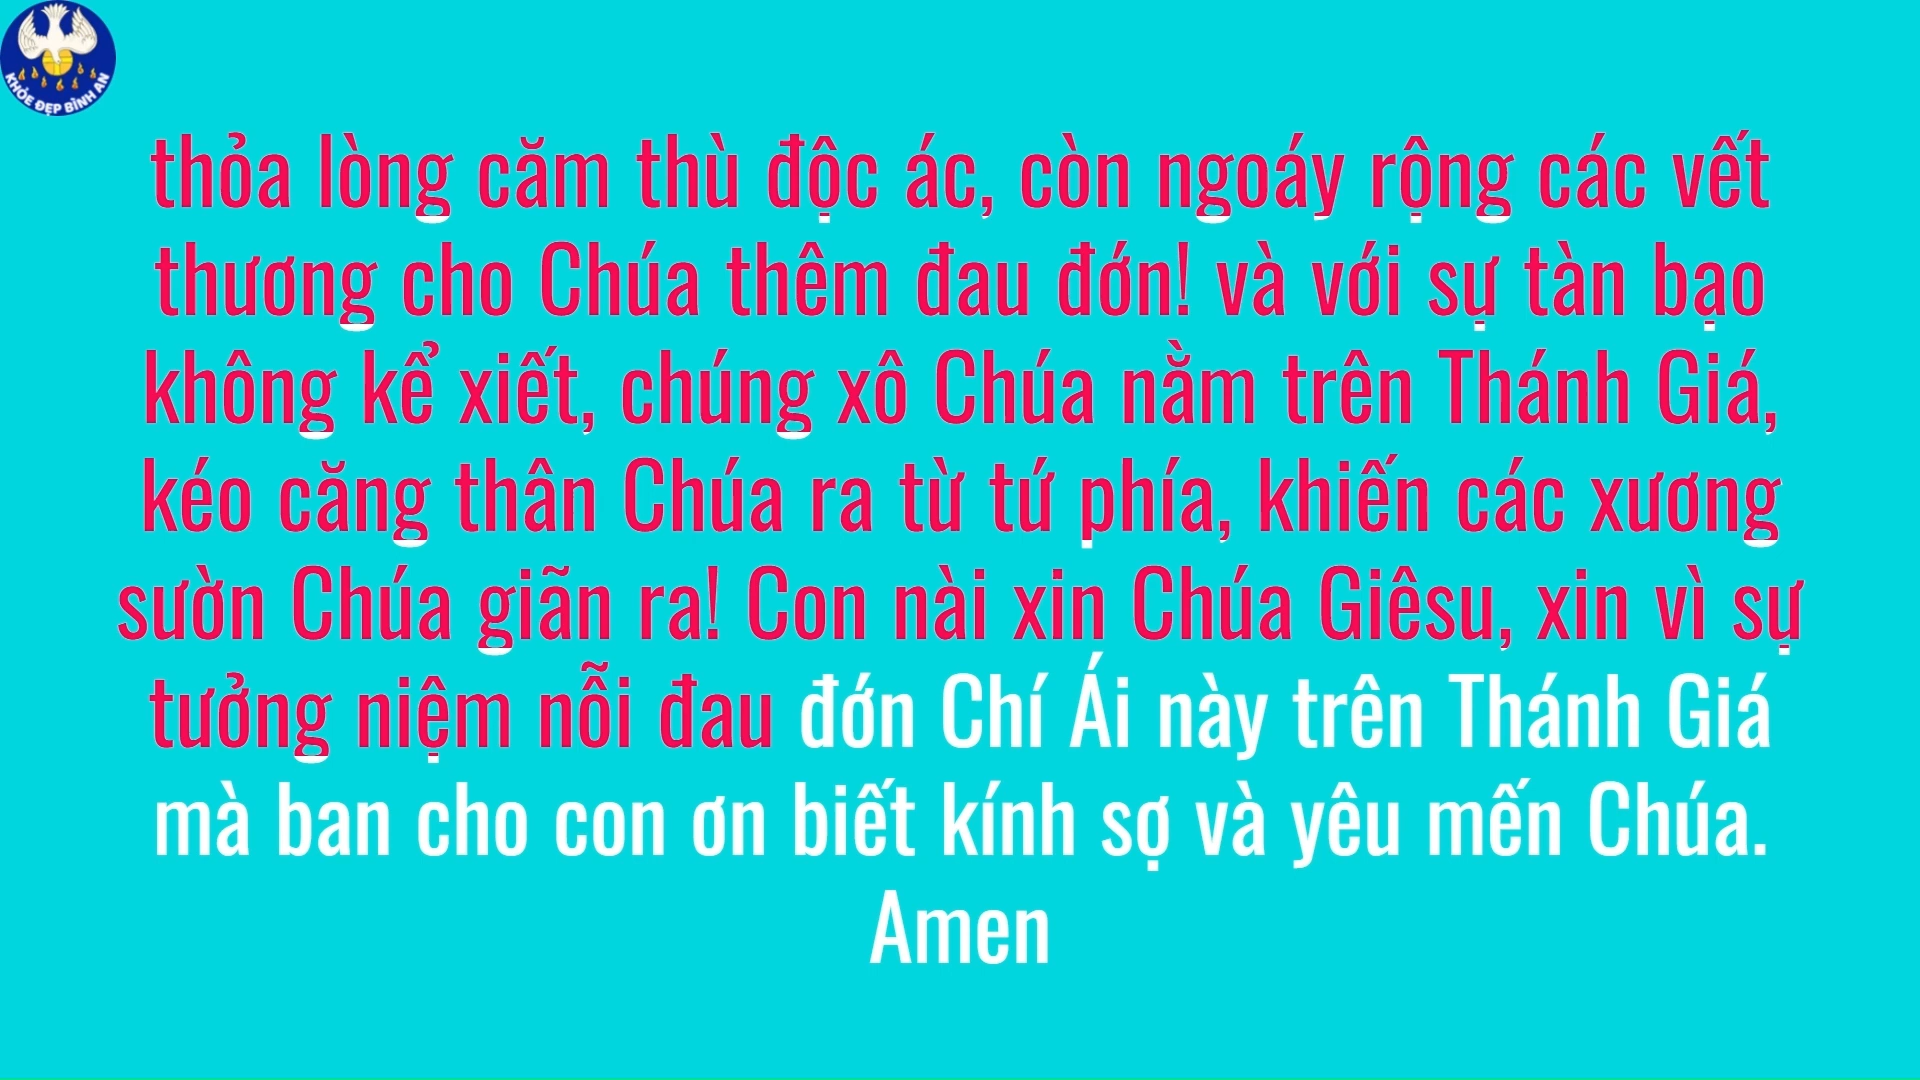 KHỎE ĐẸP BÌNH AN
thỏa lòng căm thù độc ác, còn ngoáy rộng các vết
thương cho Chúa thêm đau đớn! và với sự tàn bạo
không kể xiết, chúng xô Chúa nằm trên Thánh Giá,
kéo căng thân Chúa ra từ tứ phía, khiến các xương
sườn Chúa giãn ra! Con nài xin Chúa Giêsu, xin vì sự
tưởng niệm nỗi đau đớn Chí Ái này trên Thánh Giá
mà ban cho con ơn biết kính sợ và yêu mến Chúa.
Amen